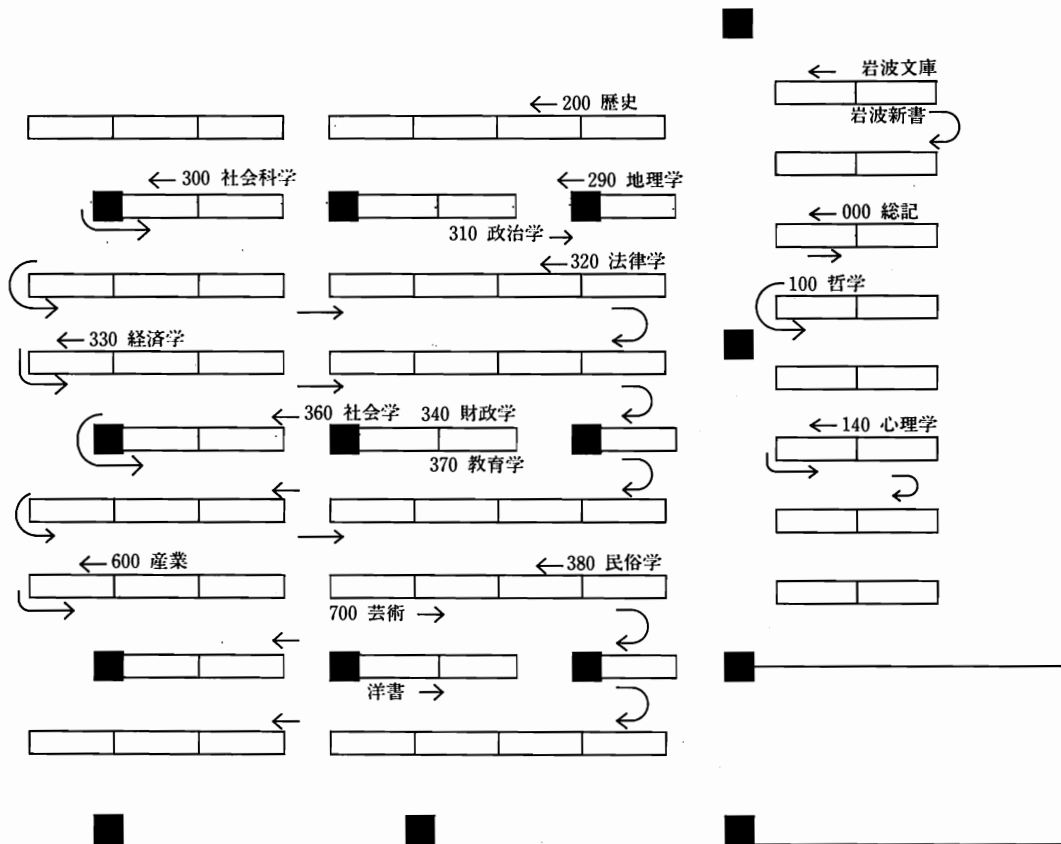 岩波文庫
岩波新書
200 歴史
300 社会科学
290 地理学
000 総記
310 政治学
320 法律学
100 哲学
330 経済学
360 社会学
340 財政学
140 心理学
370 教育学
600 産業
380 民俗学
700 芸術
洋書